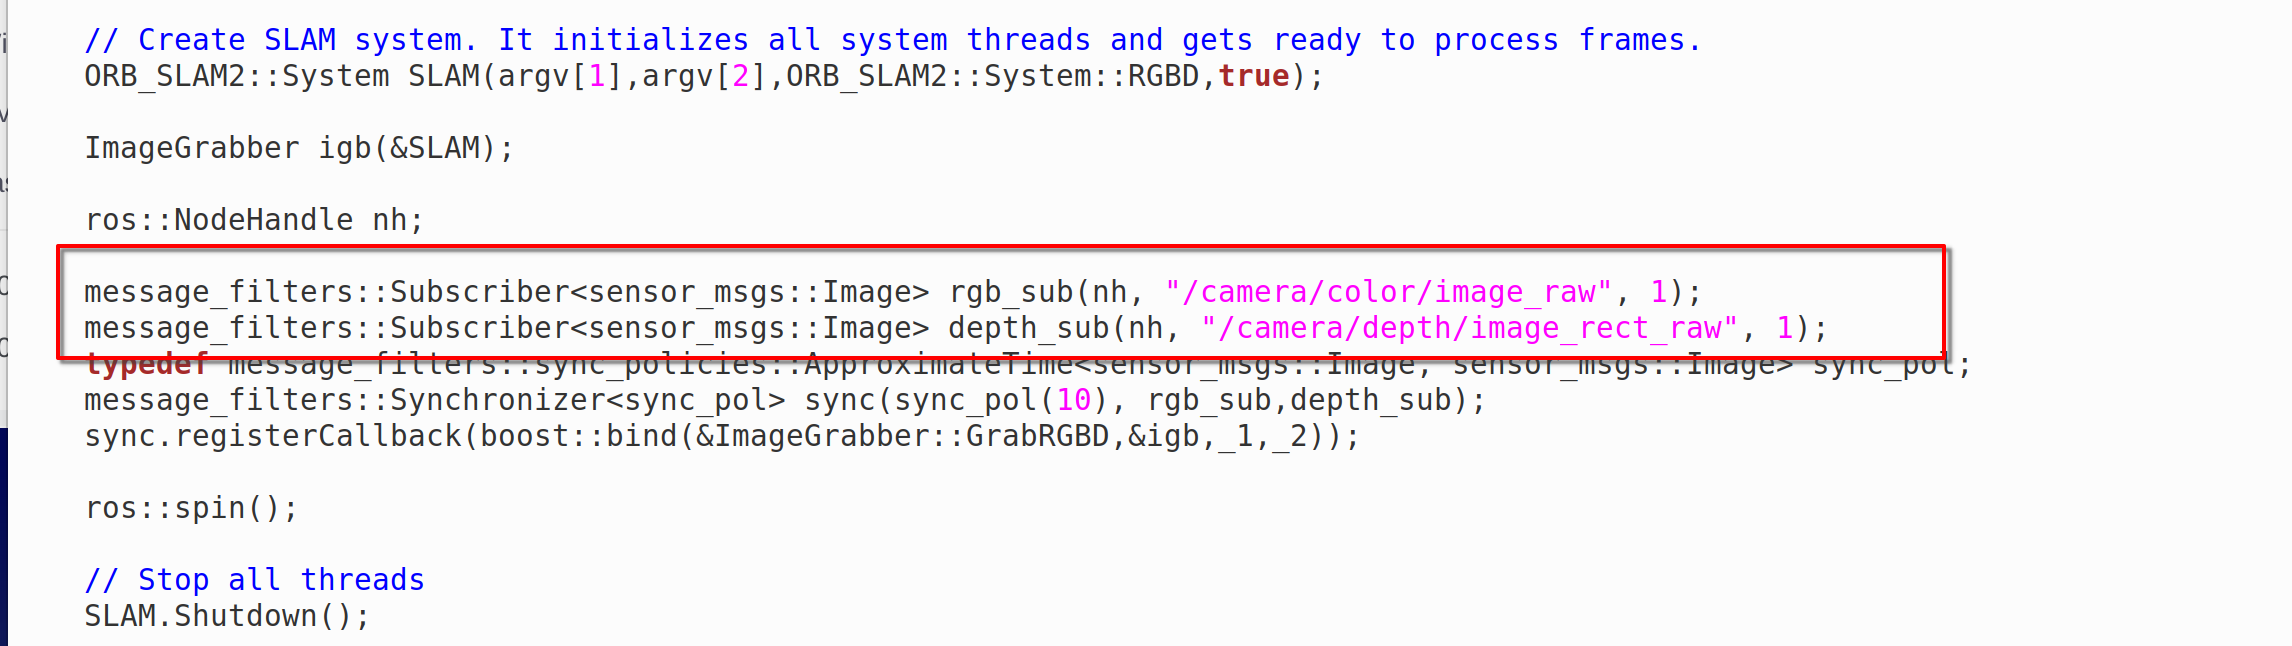 // Create SLAM system. It initializes all system threads and gets ready to process frames.
ORB_SLAM2::System SLAM(argv[1],argv[2],ORB_SLAM2::System::RGBD,true);
ImageGrabber igb(&SLAM);
ros::NodeHandle nh;
message_filters::Subscriber<sensor_msgs::Image> rgb_sub(nh, "/camera/color/image_raw", 1);
message_filters::Subscriber<sensor_msgs::Image> depth_sub(nh, "/camera/depth/image_rect_raw", 1);
typedef message_filters::sync_policies::ApproximateTime<sensor_msgs::Image, sensor_msgs::Image> sync_pol;
message_filters::Synchronizer<sync_pol> sync(sync_pol(10), rgb_sub,depth_sub);
sync.registerCallback(boost::bind(&ImageGrabber::GrabRGBD,&igb,_1,_2));
ros::spin();
// Stop all threads
SLAM.Shutdown();